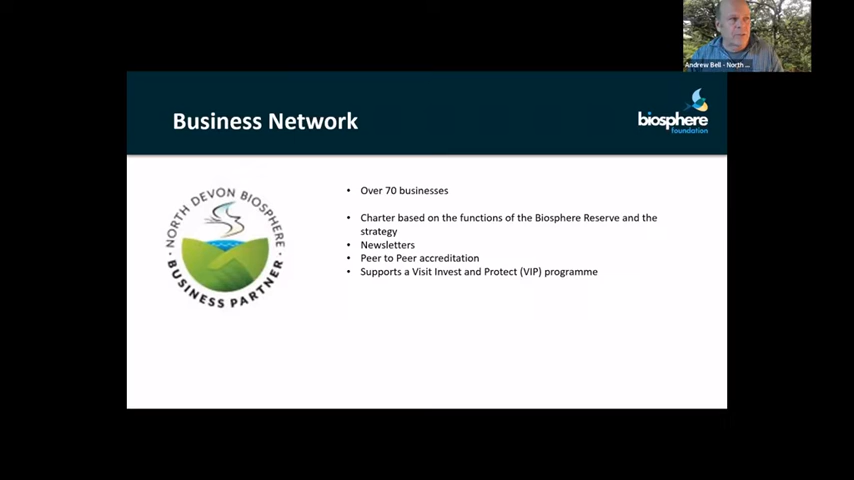 Andrew Bell - North ...
Business Network
biosphere
foundation
NORTH DEVON BIOSPHERE
• BUSINESS PARTNER •
• Over 70 businesses
• Charter based on the functions of the Biosphere Reserve and the
strategy
• Newsletters
• Peer to Peer accreditation
• Supports a Visit Invest and Protect (VIP) programme